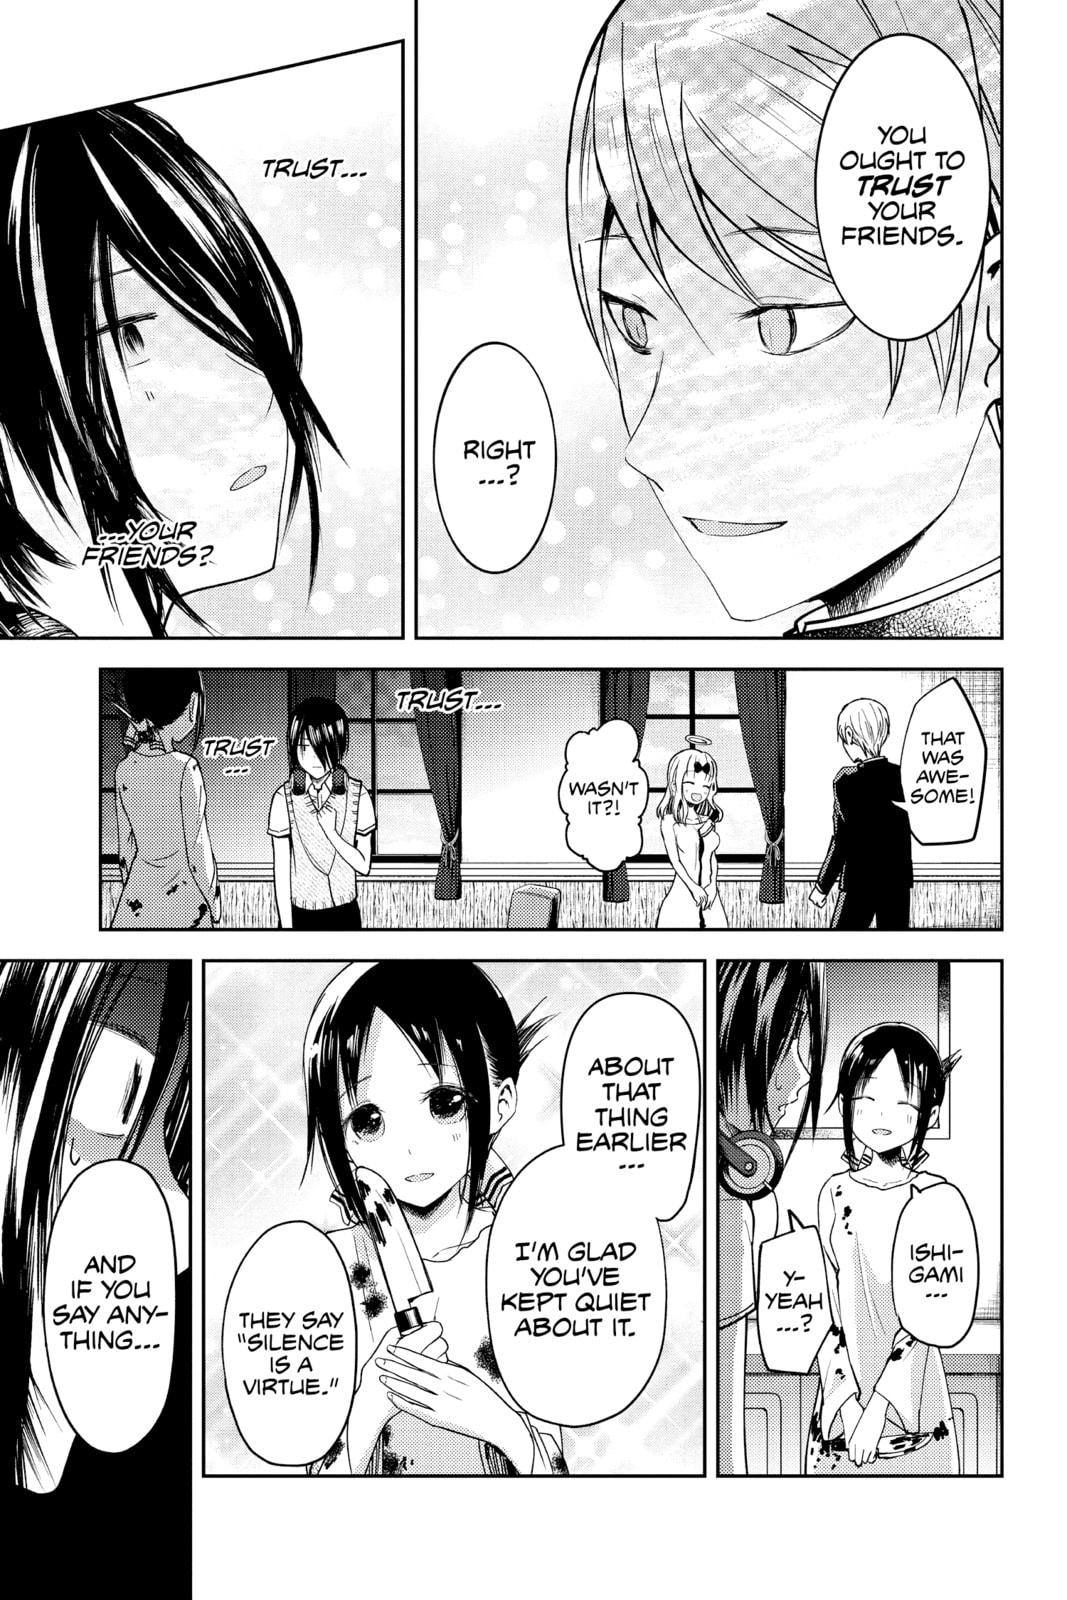 YOU
OUGHT TO
TRUST
YOUR
FRIENDS.
RIGHT
...?
TRUST...
...YOUR
FRIENDS?
THAT
WAS
AWE-
SOME!
WASN'T
IT?!
TRUST...
TRUST
...
ISHI-
GAMI
...
Y-
YEAH
...?
ABOUT
THAT
THING
EARLIER
...
I'M GLAD
YOU'VE
KEPT QUIET
ABOUT IT.
THEY SAY
"SILENCE
IS A
VIRTUE."
AND
IF YOU
SAY ANY-
THING...